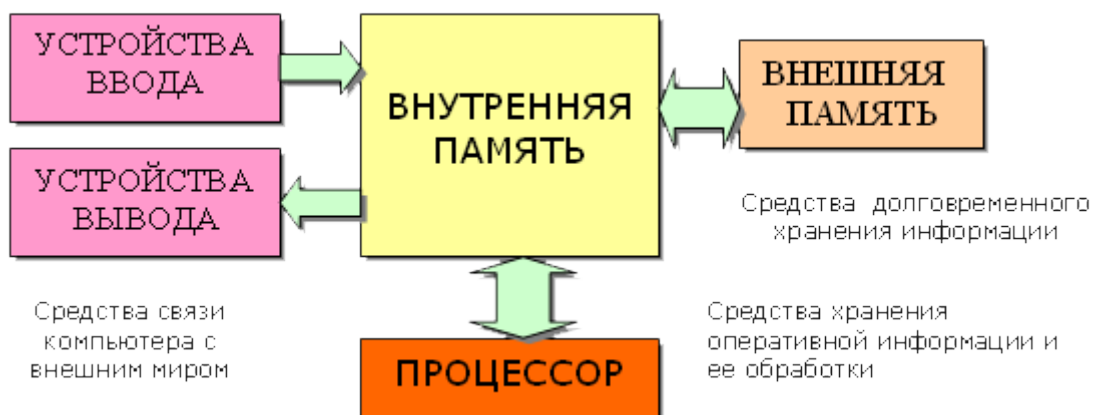 УСТРОЙСТВА
ВВОДА
УСТРОЙСТВА
ВЫВОДА
ВНУТРЕННЯЯ
ПАМЯТЬ
ВНЕШНЯЯ
ПАМЯТЬ
Средства долговременного
хранения информации
Средства связи
компьютера с
внешним миром
Средства хранения
оперативной информации и
ее обработки
ПРОЦЕССОР